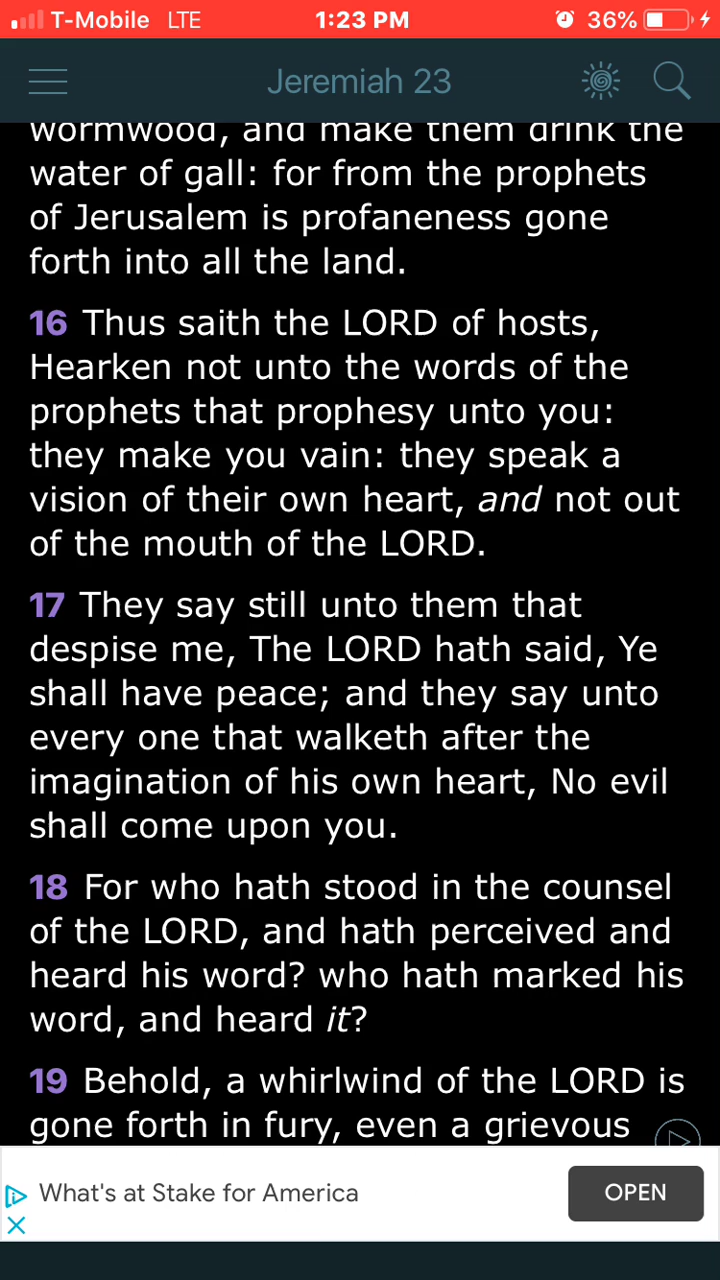 T-Mobile LTE 1:23 PM 36%
Jeremiah 23
wormwood, and make them drink the
water of gall: for from the prophets
of Jerusalem is profaneness gone
forth into all the land.
16 Thus saith the LORD of hosts,
Hearken not unto the words of the
prophets that prophesy unto you:
they make you vain: they speak a
vision of their own heart, and not out
of the mouth of the LORD.
17 They say still unto them that
despise me, The LORD hath said, Ye
shall have peace; and they say unto
every one that walketh after the
imagination of his own heart, No evil
shall come upon you.
18 For who hath stood in the counsel
of the LORD, and hath perceived and
heard his word? who hath marked his
word, and heard it?
19 Behold, a whirlwind of the LORD is
gone forth in fury, even a grievous
What's at Stake for America
OPEN